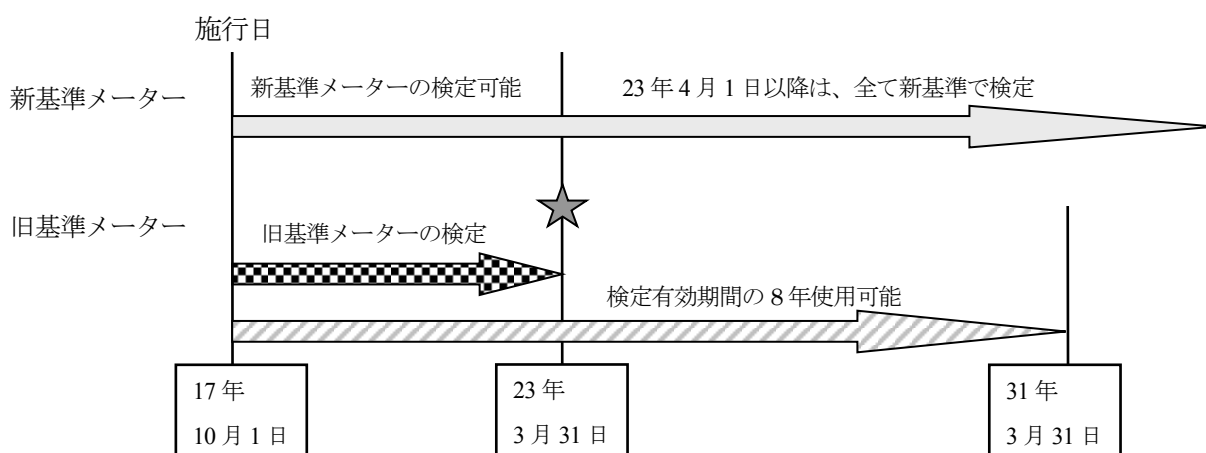 施行日
新基準メーター
新基準メーターの検定可能
23 年 4 月 1 日以降は、全て新基準で検定
旧基準メーター
旧基準メーターの検定
検定有効期間の 8 年使用可能
17 年
10 月 1 日
23 年
3 月 31 日
31 年
3 月 31 日